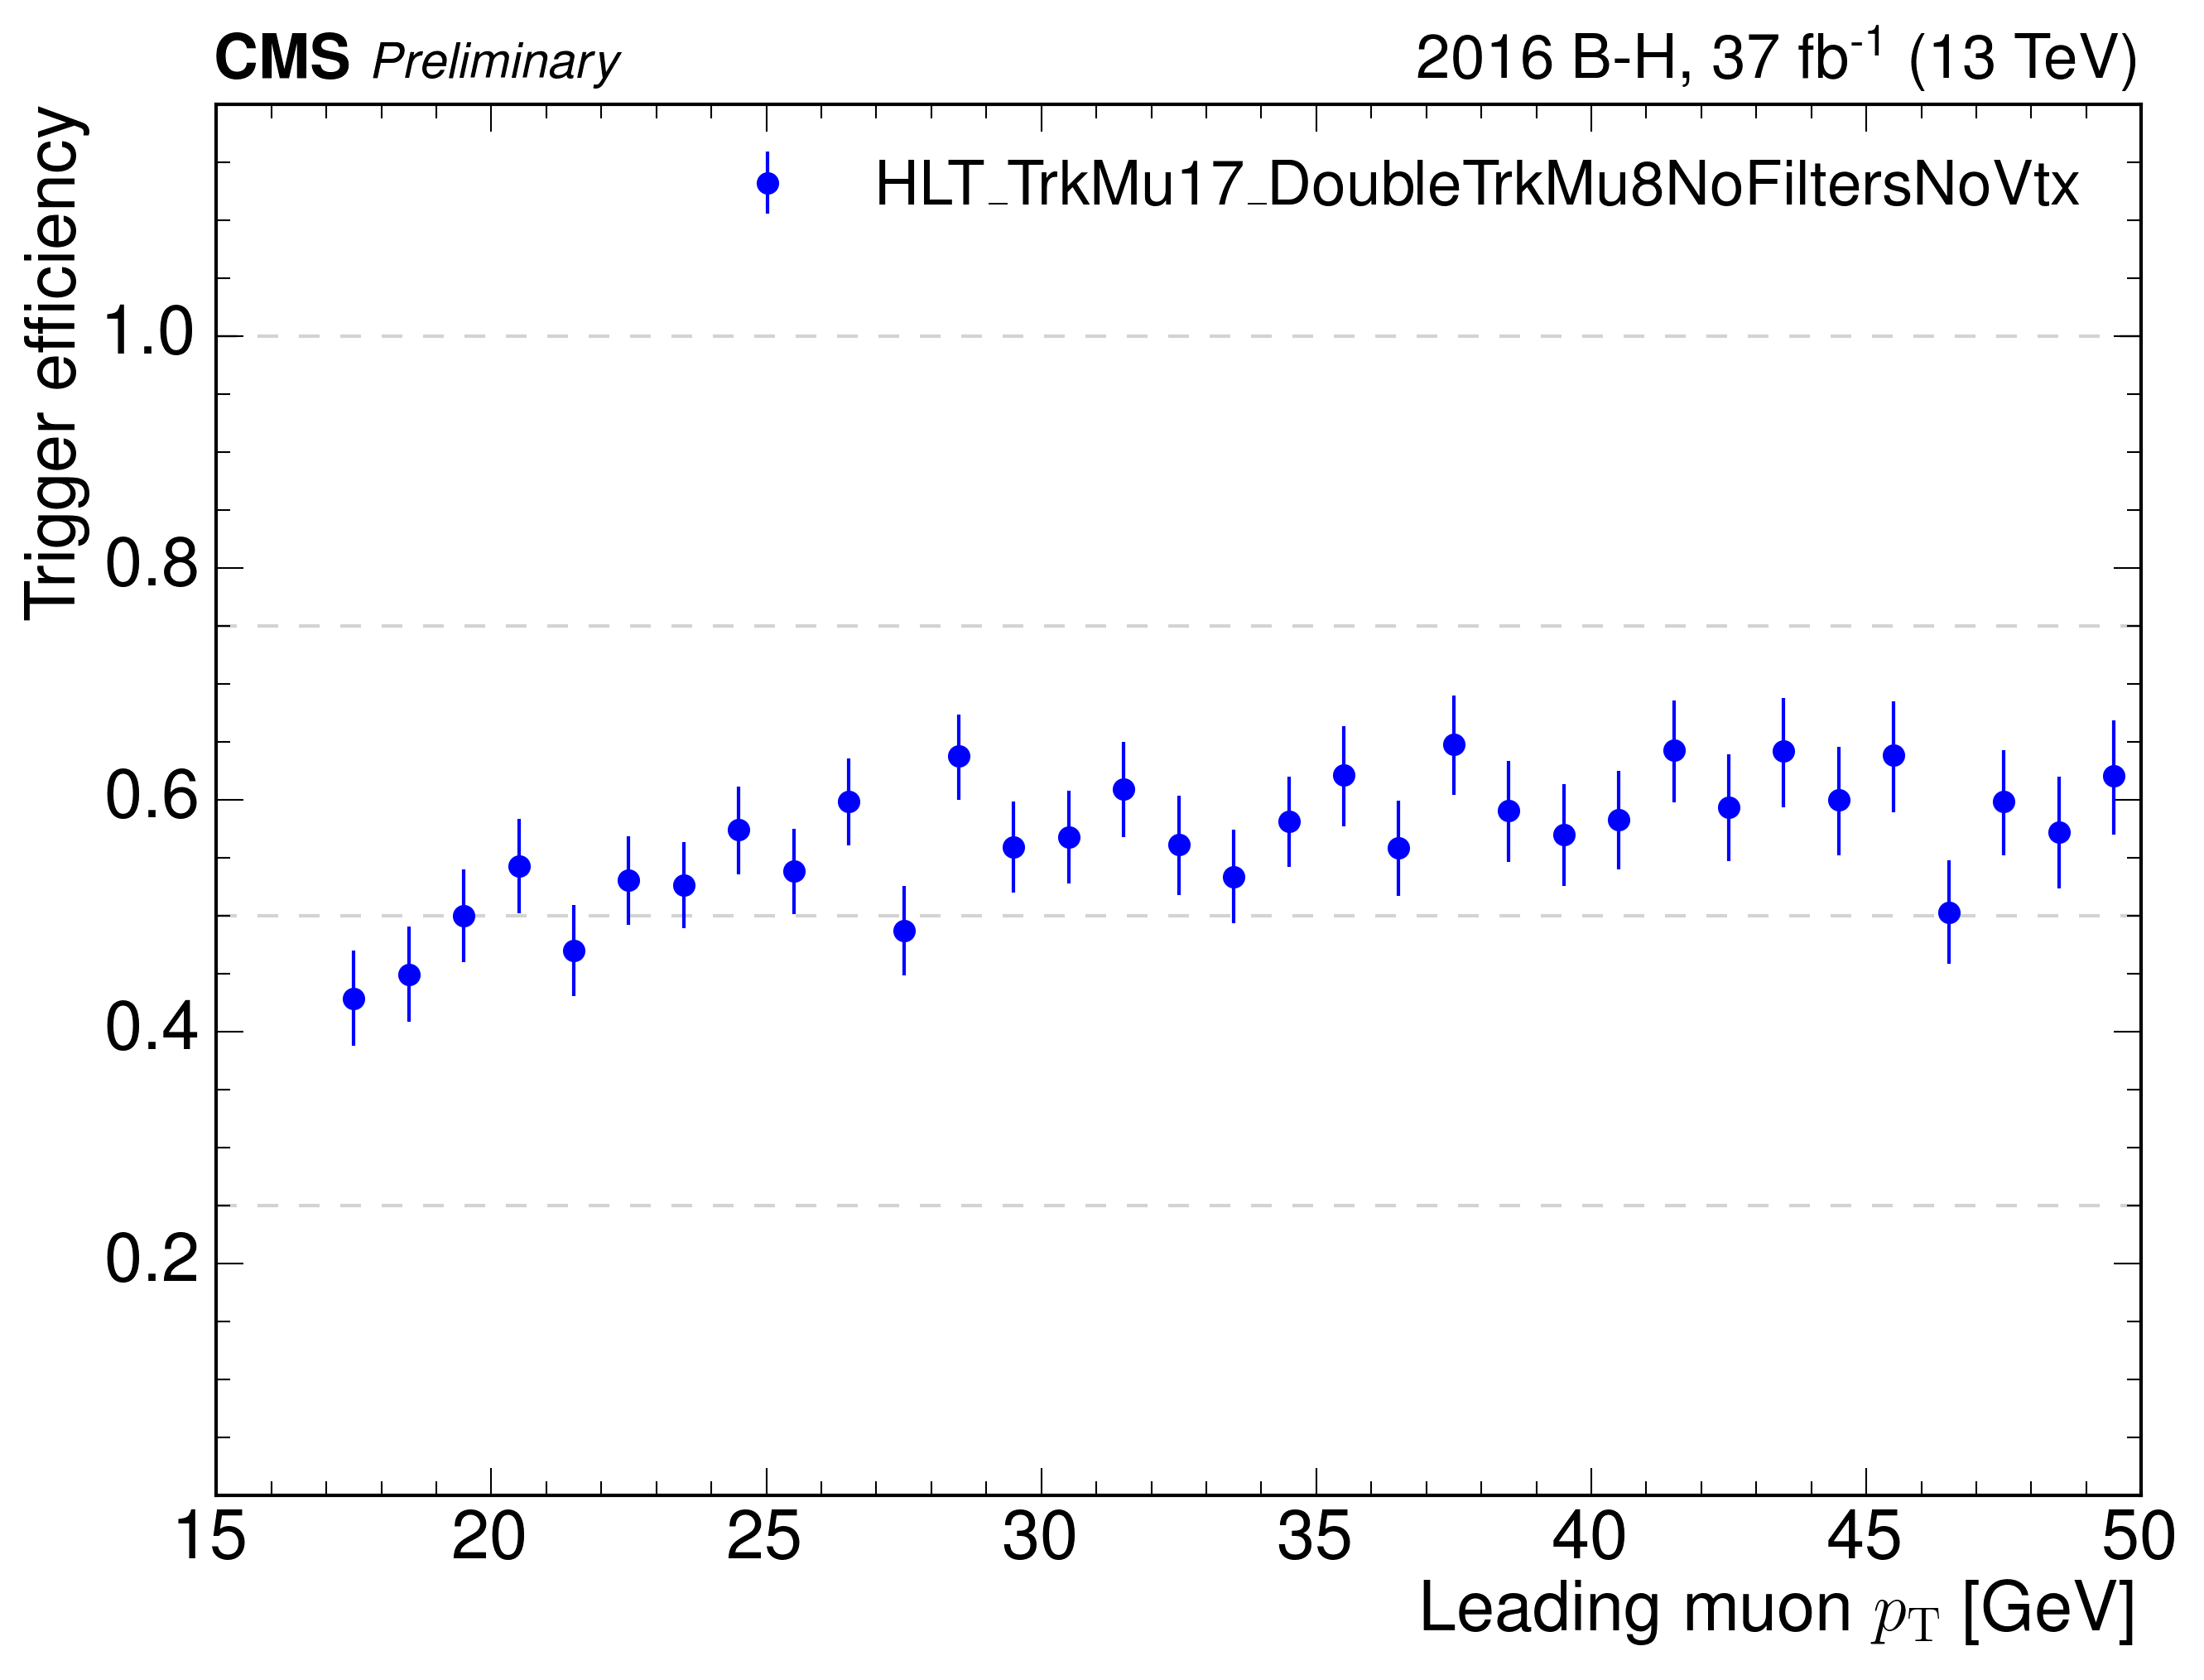 CMS Preliminary 2016 B-H, 37 fb⁻¹ (13 TeV)
HLT_TrkMu17_DoubleTrkMu8NoFiltersNoVtx
Trigger efficiency
1.0
0.8
0.6
0.4
0.2
15 20 25 30 35 40 45 50
Leading muon p_T [GeV]